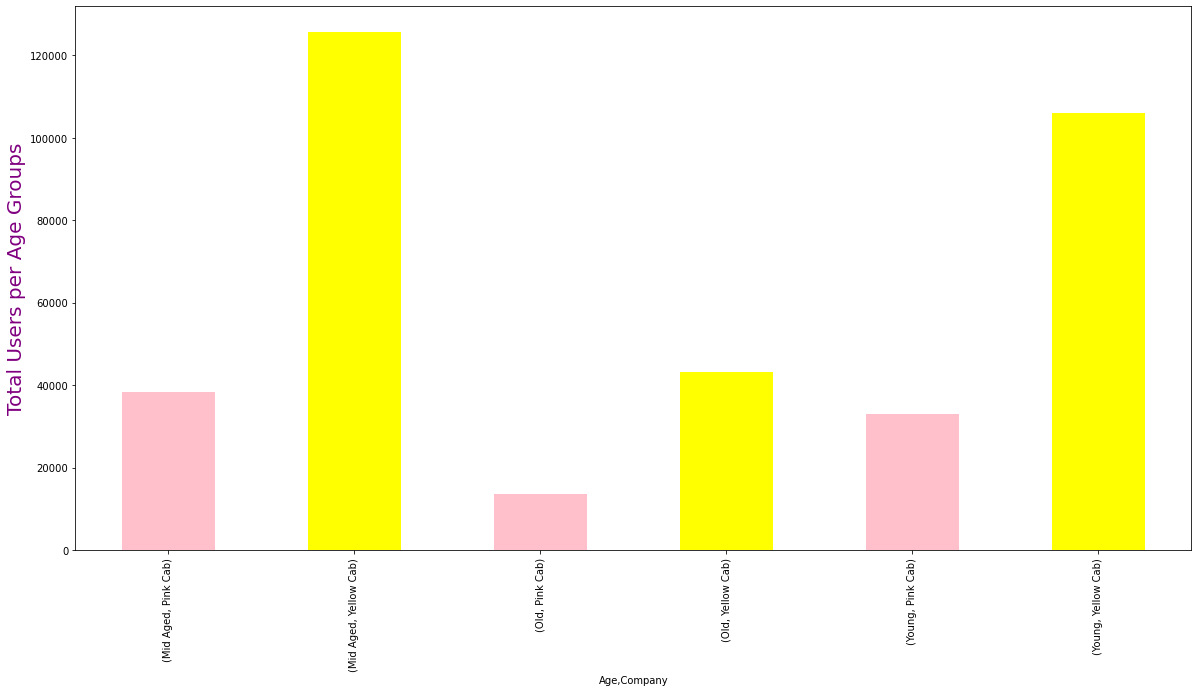 Total Users per Age Groups
120000
100000
80000
60000
40000
20000
0
(Mid Aged, Pink Cab)
(Mid Aged, Yellow Cab)
(Old, Pink Cab)
(Old, Yellow Cab)
(Young, Pink Cab)
(Young, Yellow Cab)
Age,Company